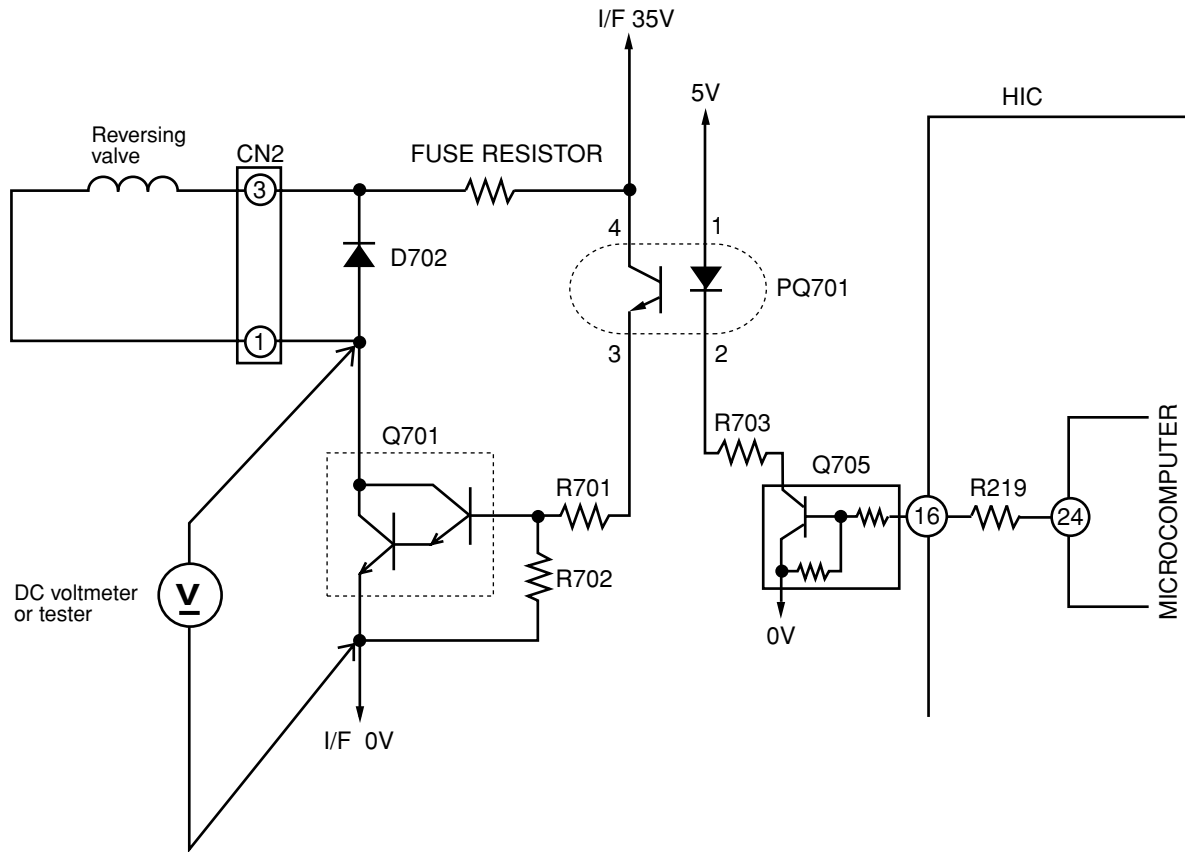 I/F 35V
5V
HIC
Reversing
valve
CN2
FUSE RESISTOR
3
4
1
D702
PQ701
1
3
2
R703
Q701
Q705
R701
R219
16
24
MICROCOMPUTER
R702
DC voltmeter
or tester
V
0V
I/F 0V